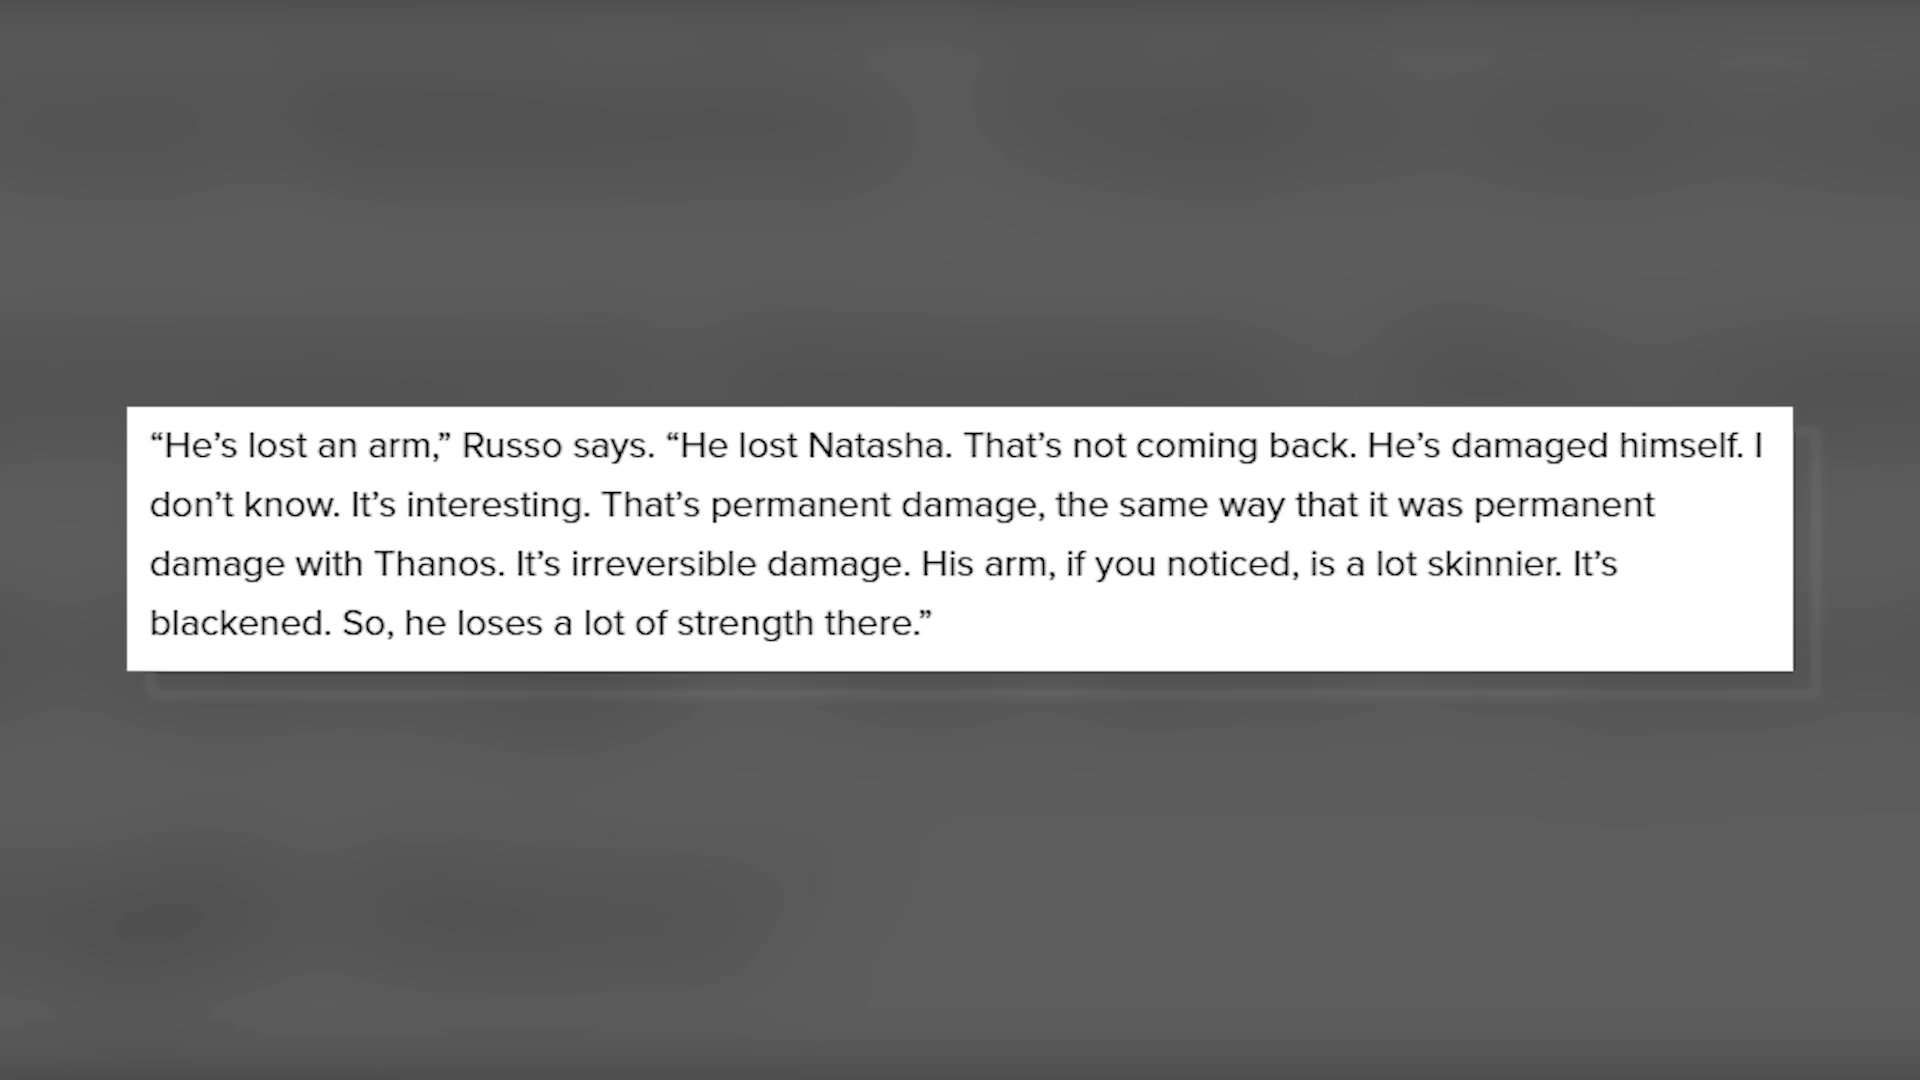 “He’s lost an arm,” Russo says. “He lost Natasha. That’s not coming back. He’s damaged himself. I
don’t know. It’s interesting. That’s permanent damage, the same way that it was permanent
damage with Thanos. It’s irreversible damage. His arm, if you noticed, is a lot skinnier. It’s
blackened. So, he loses a lot of strength there.”